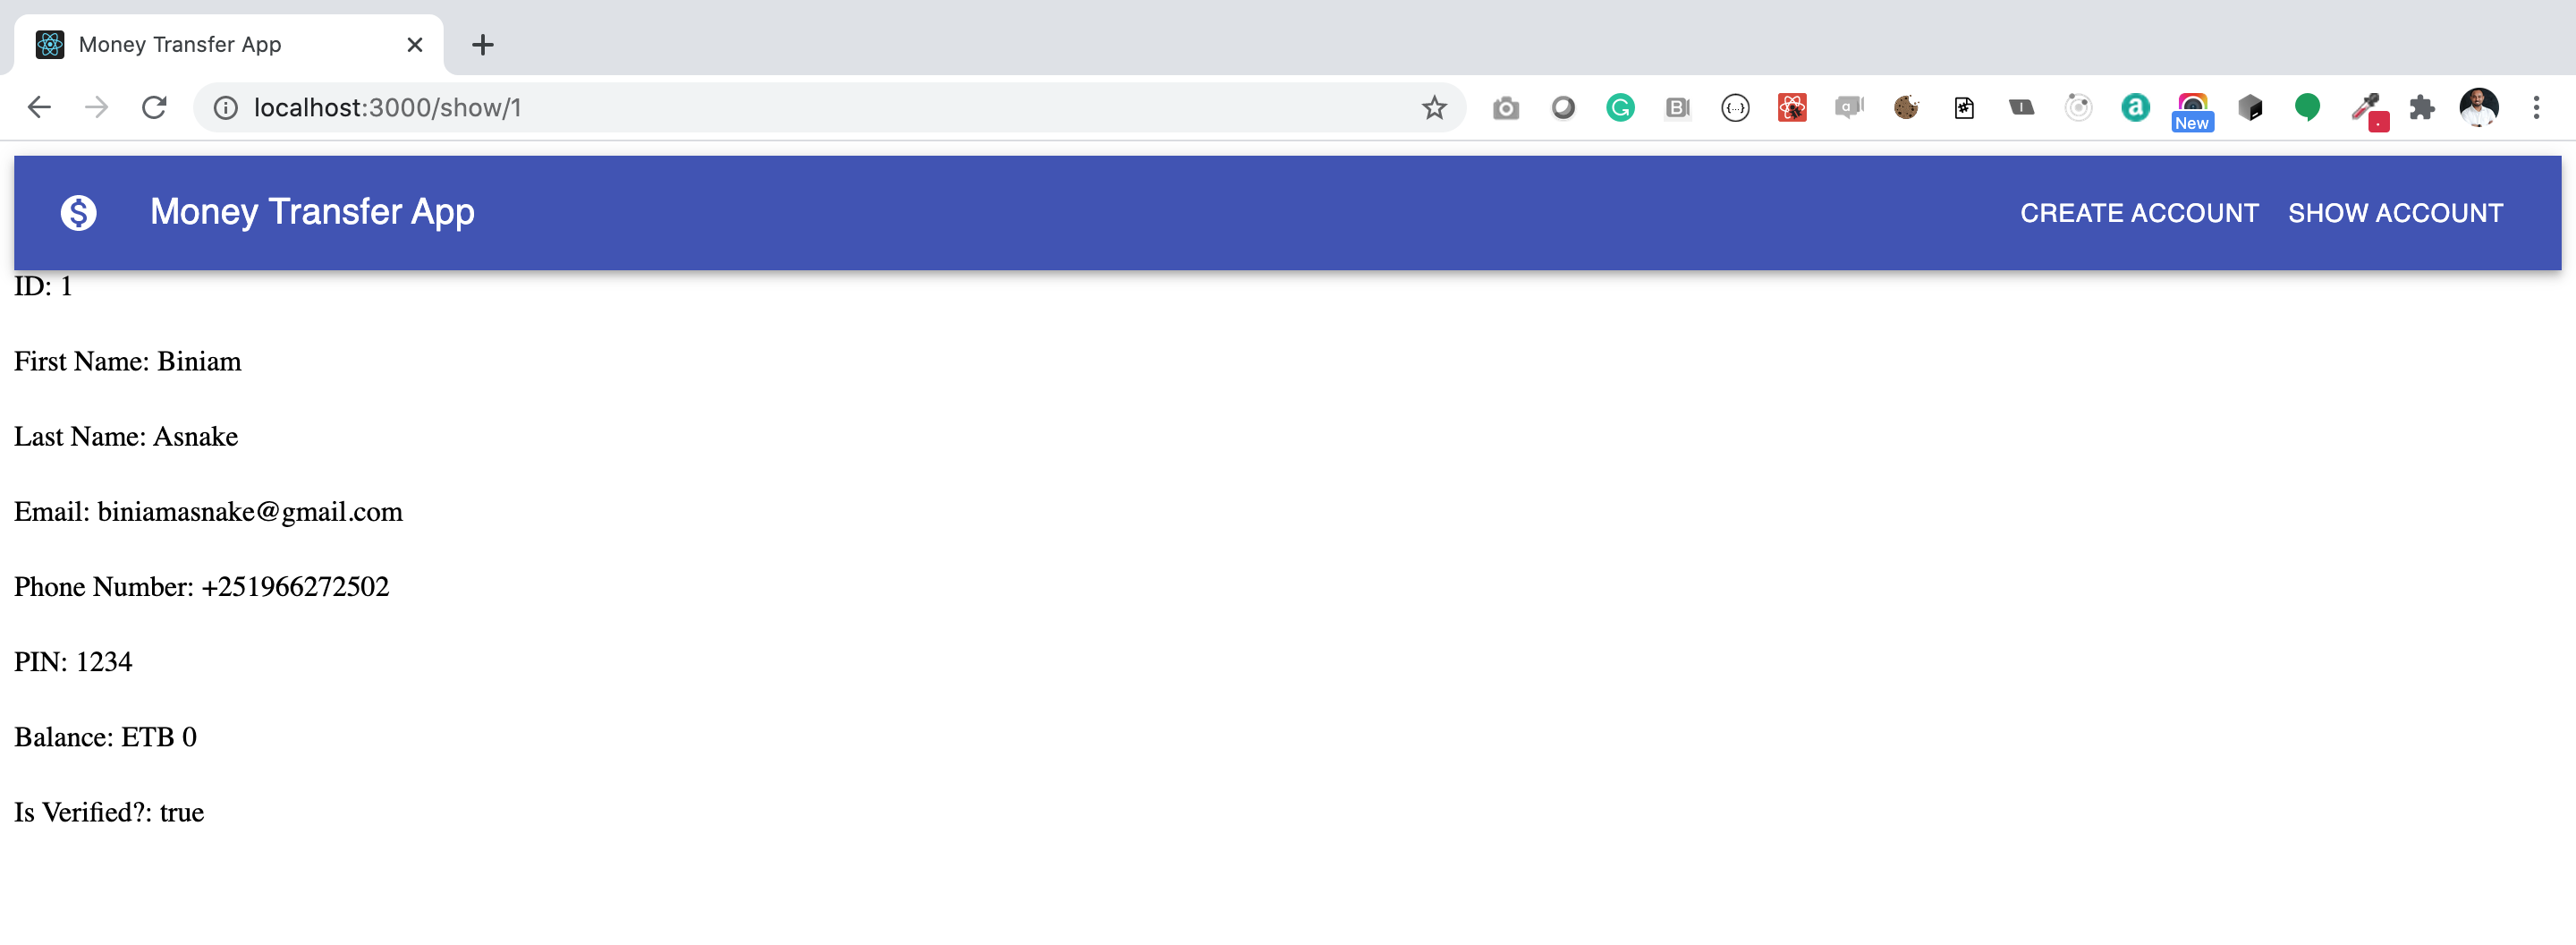 Money Transfer App
localhost:3000/show/1
New
Money Transfer App CREATE ACCOUNT SHOW ACCOUNT
ID: 1
First Name: Biniam
Last Name: Asnake
Email: biniamasnake@gmail.com
Phone Number: +251966272502
PIN: 1234
Balance: ETB 0
Is Verified?: true